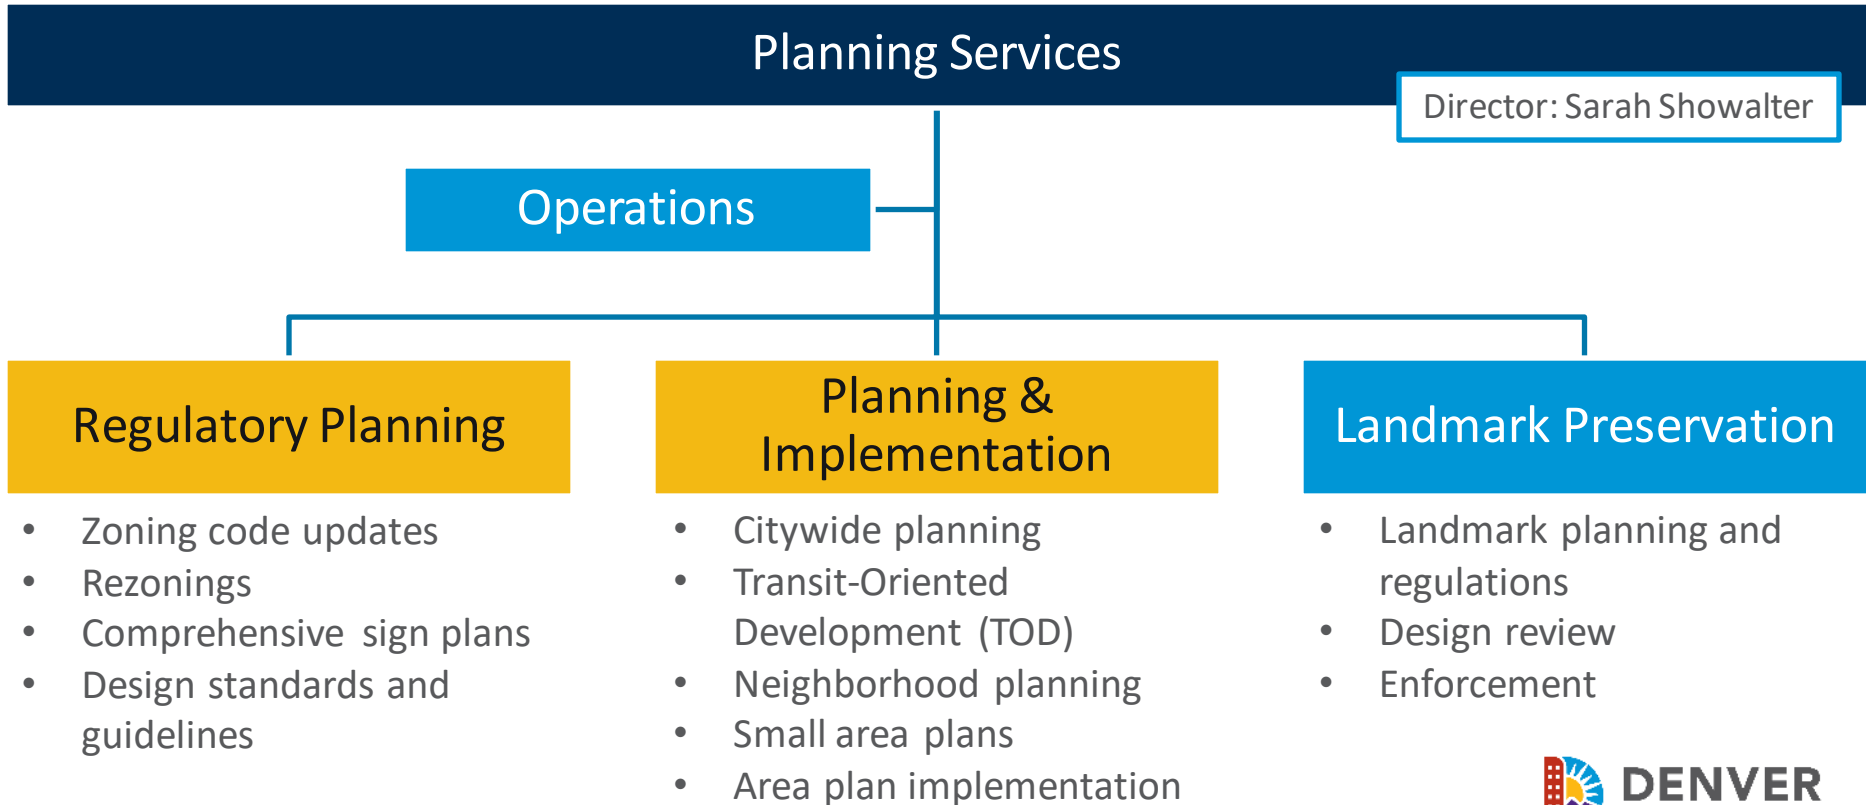 Planning Services
Director: Sarah Showalter
Operations
Regulatory Planning
• Zoning code updates
• Rezonings
• Comprehensive sign plans
• Design standards and
guidelines
Planning &
Implementation
• Citywide planning
• Transit-Oriented
Development (TOD)
• Neighborhood planning
• Small area plans
• Area plan implementation
Landmark Preservation
• Landmark planning and
regulations
• Design review
• Enforcement
DENVER